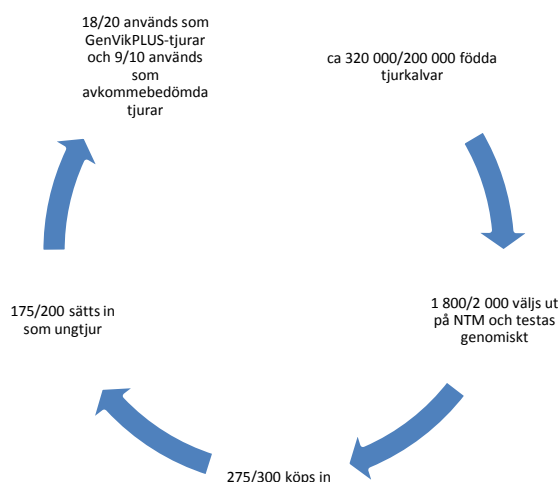 18/20 används som
GenVikPLUS-tjurar
och 9/10 används
som
avkommebedömda
tjurar
ca 320 000/200 000 födda
tjurkalvar
1 800/2 000 väljs ut
på NTM och testas
genomiskt
275/300 köps in
175/200 sätts in
som ungtjur